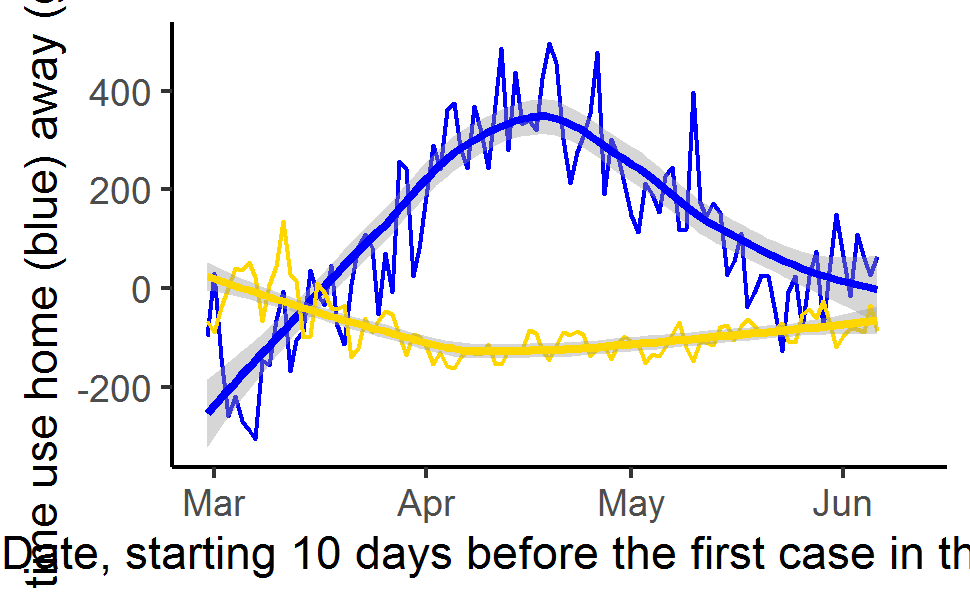 time use home (blue) away (
400
200
0
-200
Mar Apr May Jun
Date, starting 10 days before the first case in th